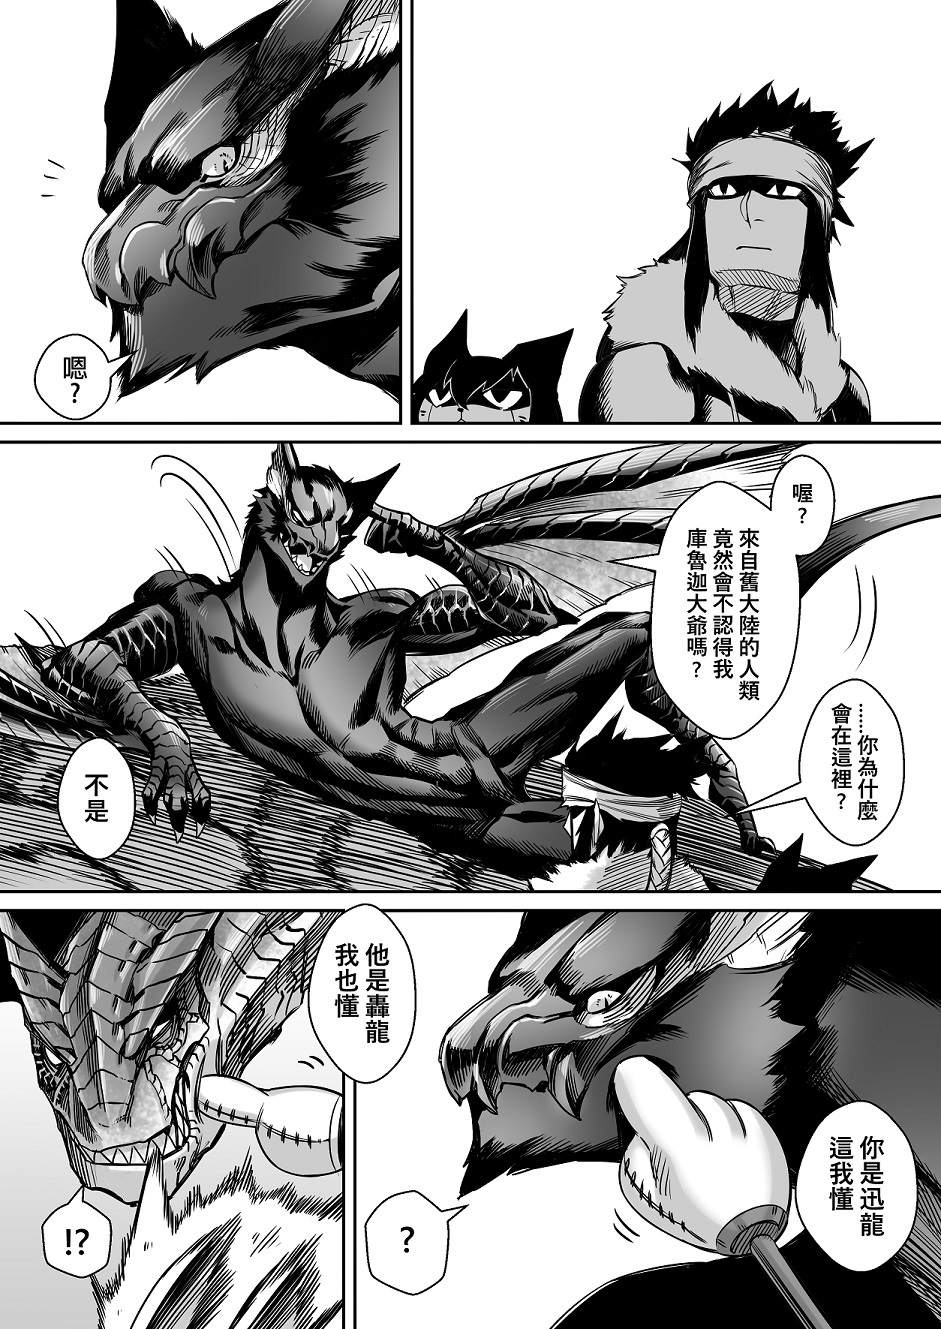 嗯?
喔?
來自舊大陸的人類
竟然會不認得我
庫魯迦大爺嗎?
……你為什麼
會在這裡?
不是
你是迅龍
這我懂
?
他是轟龍
我也懂
!?